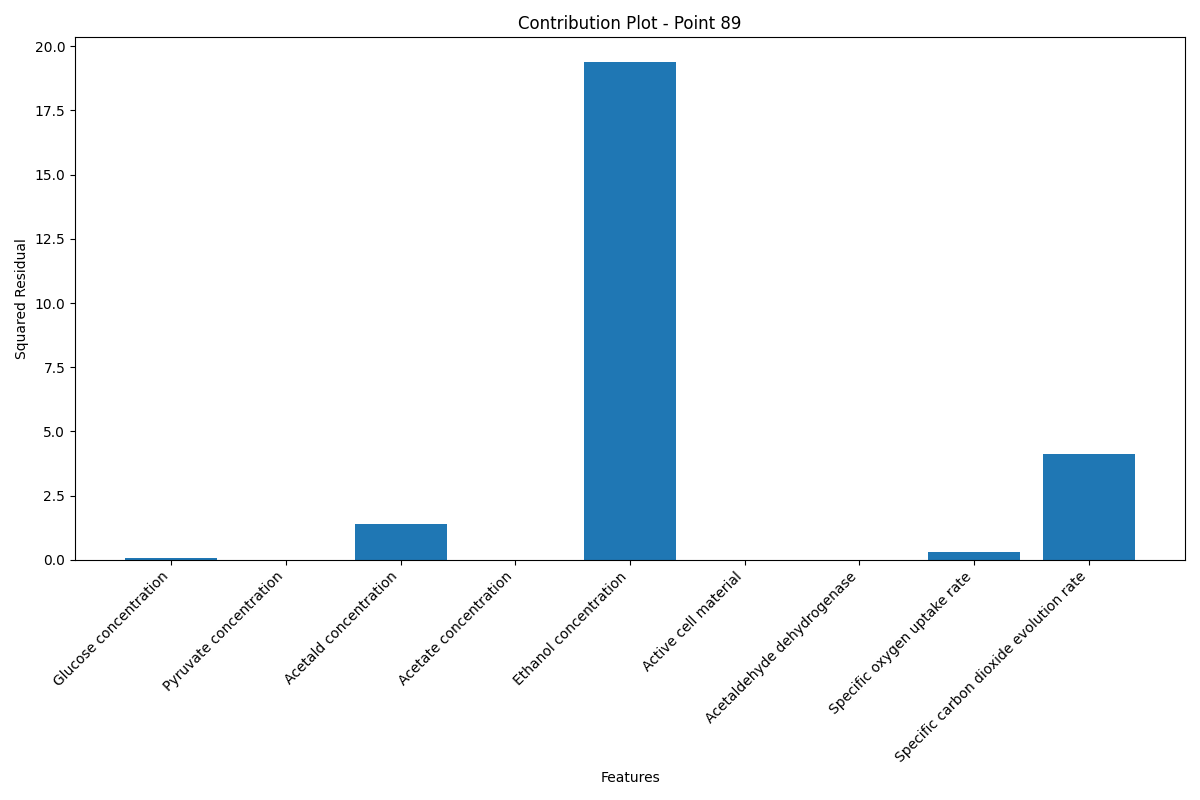 Contribution Plot - Point 89
Squared Residual
20.0
17.5
15.0
12.5
10.0
7.5
5.0
2.5
0.0
Glucose concentration
Pyruvate concentration
Acetald concentration
Acetate concentration
Ethanol concentration
Active cell material
Acetaldehyde dehydrogenase
Specific oxygen uptake rate
Specific carbon dioxide evolution rate
Features